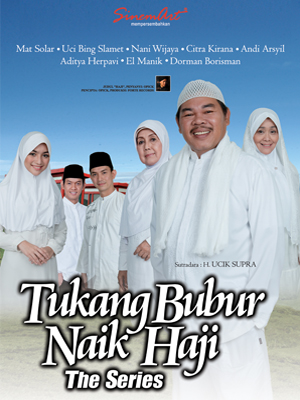 SinemArt
mempersembahkan
Mat Solar • Uci Bing Slamet • Nani Wijaya • Citra Kirana • Andi Arsyil
Aditya Herpavi • El Manik • Dorman Borisman
Sutradara : H. UCIK SUPRA
Tukang Bubur
Naik Haji
The Series